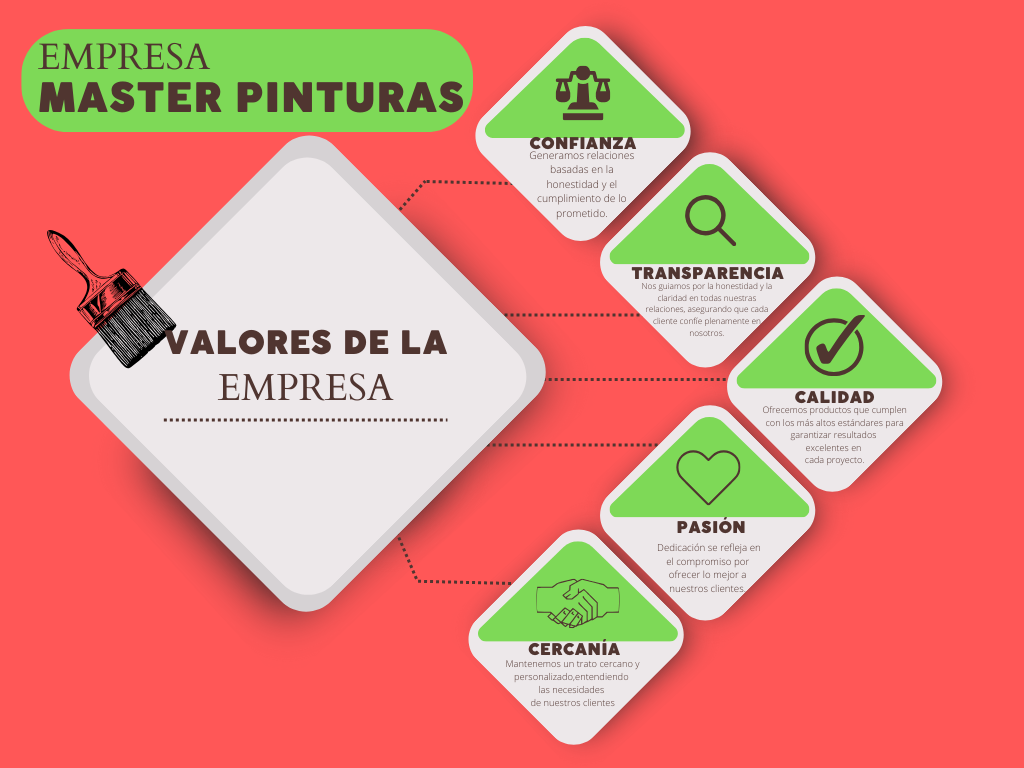 EMPRESA
MASTER PINTURAS
VALORES DE LA
EMPRESA
CONFIANZA
Generamos relaciones
basadas en la
honestidad y el
cumplimiento de lo
prometido.
TRANSPARENCIA
Nos guiamos por la honestidad y la
claridad en todas nuestras
relaciones, asegurando que cada
cliente confíe plenamente en
nosotros.
CALIDAD
Ofrecemos productos que cumplen
con los más altos estándares para
garantizar resultados
excelentes en
cada proyecto.
PASIÓN
Dedicación se refleja en
el compromiso por
ofrecer lo mejor a
nuestros clientes.
CERCANÍA
Mantenemos un trato cercano y
personalizado,entendiendo
las necesidades
de nuestros clientes